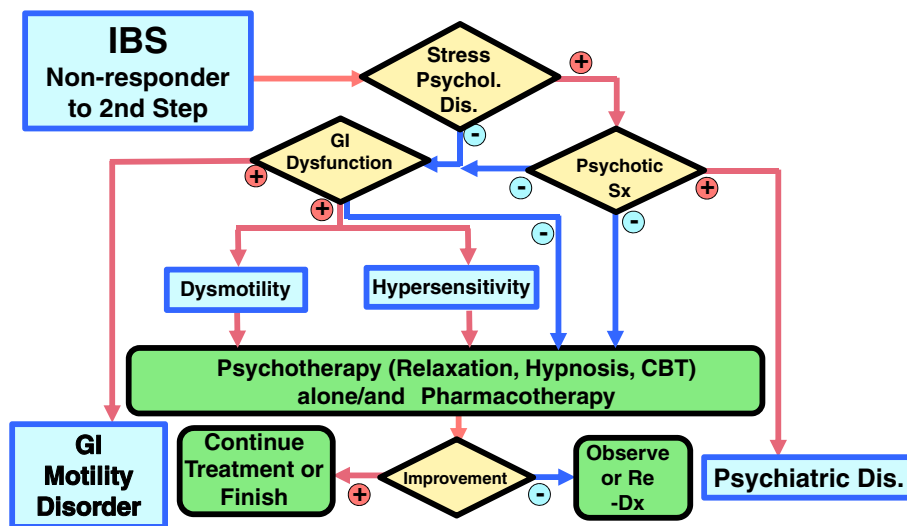 IBS
Non-responder
to 2nd Step
Stress
Psychol.
Dis.
+
-
GI
Dysfunction
+
+
-
Psychotic
Sx
-
-
+
Dysmotility
Hypersensitivity
Psychotherapy (Relaxation, Hypnosis, CBT)
alone/and Pharmacotherapy
GI
Motility
Disorder
Continue
Treatment or
Finish
+
Improvement
-
Observe
or Re
-Dx
Psychiatric Dis.